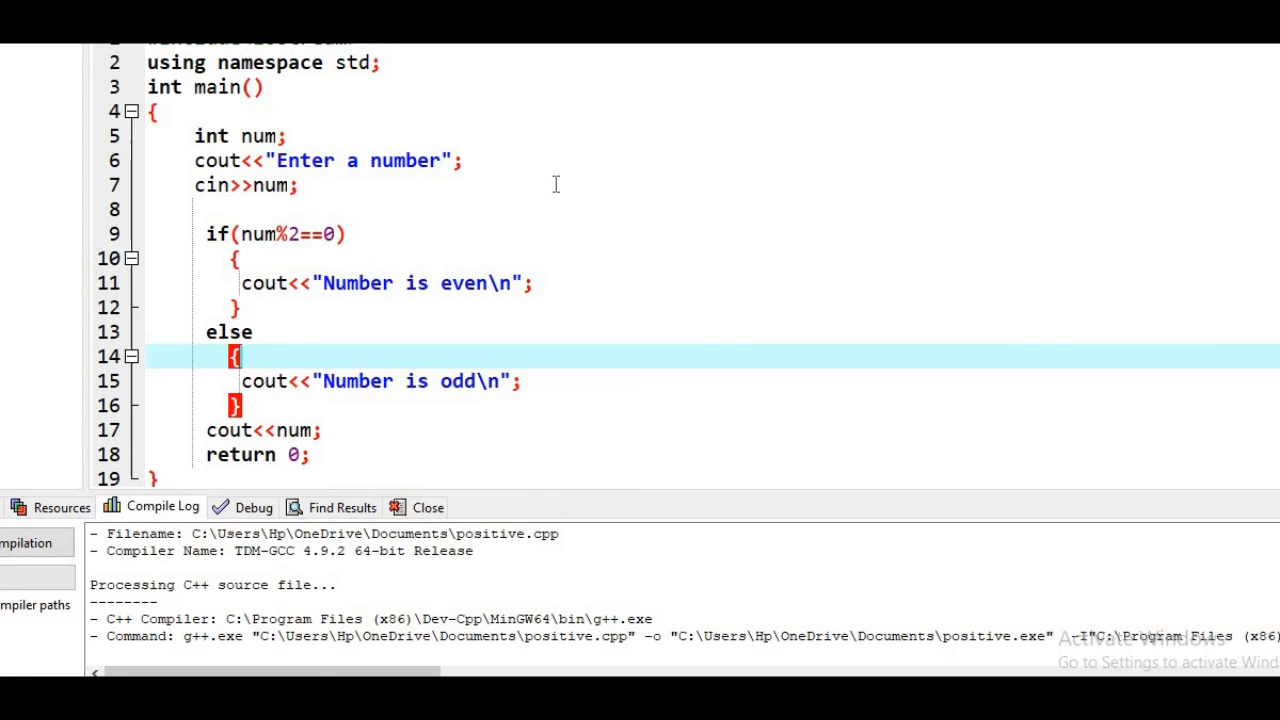 2 using namespace std;
3 int main()
4 {
5 int num;
6 cout<<"Enter a number";
7 cin>>num;
8
9 if(num%2==0)
10 {
11 cout<<"Number is even\n";
12 }
13 else
14 {
15 cout<<"Number is odd\n";
16 }
17 cout<<num;
18 return 0;
19 }
Resources Compile Log Debug Find Results Close
- Filename: C:\Users\Hp\OneDrive\Documents\positive.cpp
mpilation
- Compiler Name: TDM-GCC 4.9.2 64-bit Release
Processing C++ source file...
--------
mpiler paths
- C++ Compiler: C:\Program Files (x86)\Dev-Cpp\MinGW64\bin\g++.exe
- Command: g++.exe "C:\Users\Hp\OneDrive\Documents\positive.cpp" -o "C:\Users\Hp\OneDrive\Documents\positive.exe" -I"C:\Program Files (x86
Activate Windows
Go to Settings to activate Wind